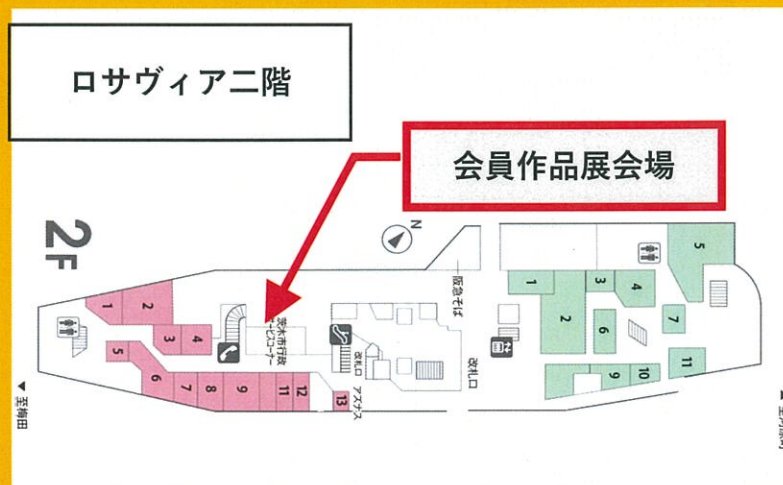 ロサヴィア二階
会員作品展会場
2F
N
阪急そば
茨木市行政
サービスコーナー
改札口
改札口
アズナス
1
2
3
4
5
6
7
8
9
11
12
13
1
2
3
4
5
6
7
9
10
11
▼至梅田